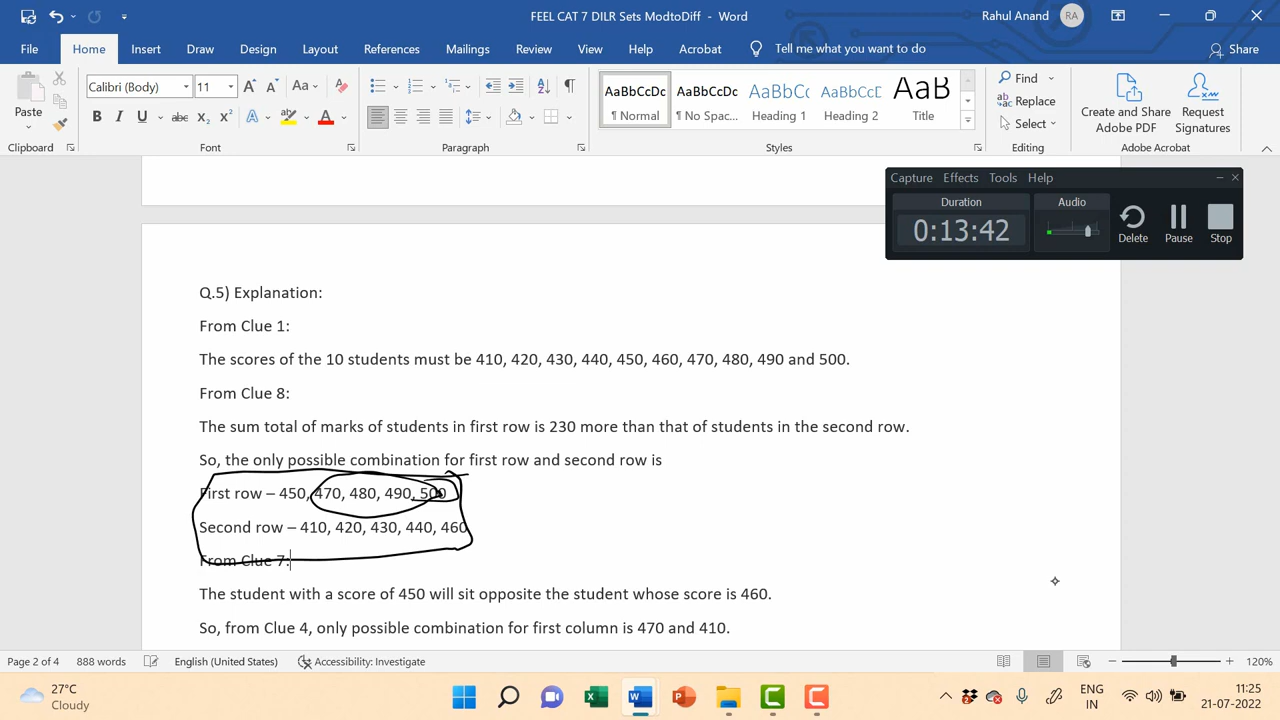 FEEL CAT 7 DILR Sets ModtoDiff - Word
Rahul Anand RA
File Home Insert Draw Design Layout References Mailings Review View Help Acrobat Tell me what you want to do Share
Calibri (Body) 11
Paste
Clipboard
Font
Paragraph
AaBbCcDc AaBbCcDc AaBbCc AaBbCcD AaB
¶ Normal ¶ No Spac... Heading Heading 2 Title
Styles
Find
Replace
Select
Editing
Create and Share Adobe PDF
Request Signatures
Adobe Acrobat
Capture Effects Tools Help
Duration Audio
0:13:42
Delete Pause Stop
Q.5) Explanation:
From Clue 1:
The scores of the 10 students must be 410, 420, 430, 440, 450, 460, 470, 480, 490 and 500.
From Clue 8:
The sum total of marks of students in first row is 230 more than that of students in the second row.
So, the only possible combination for first row and second row is
First row – 450, 470, 480, 490, 500
Second row – 410, 420, 430, 440, 460
From Clue 7:
The student with a score of 450 will sit opposite the student whose score is 460.
So, from Clue 4, only possible combination for first column is 470 and 410.
Page 2 of 4 888 words English (United States) Accessibility: Investigate 120%
27°C
Cloudy
ENG
IN
11:25
21-07-2022